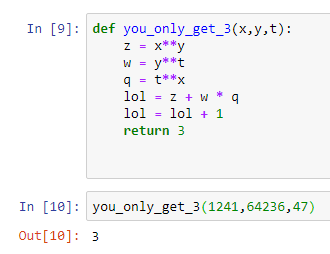 In [9]: def you_only_get_3(x,y,t):
z = x**y
w = y**t
q = t**x
lol = z + w * q
lol = lol + 1
return 3
In [10]: you_only_get_3(1241,64236,47)
Out[10]: 3